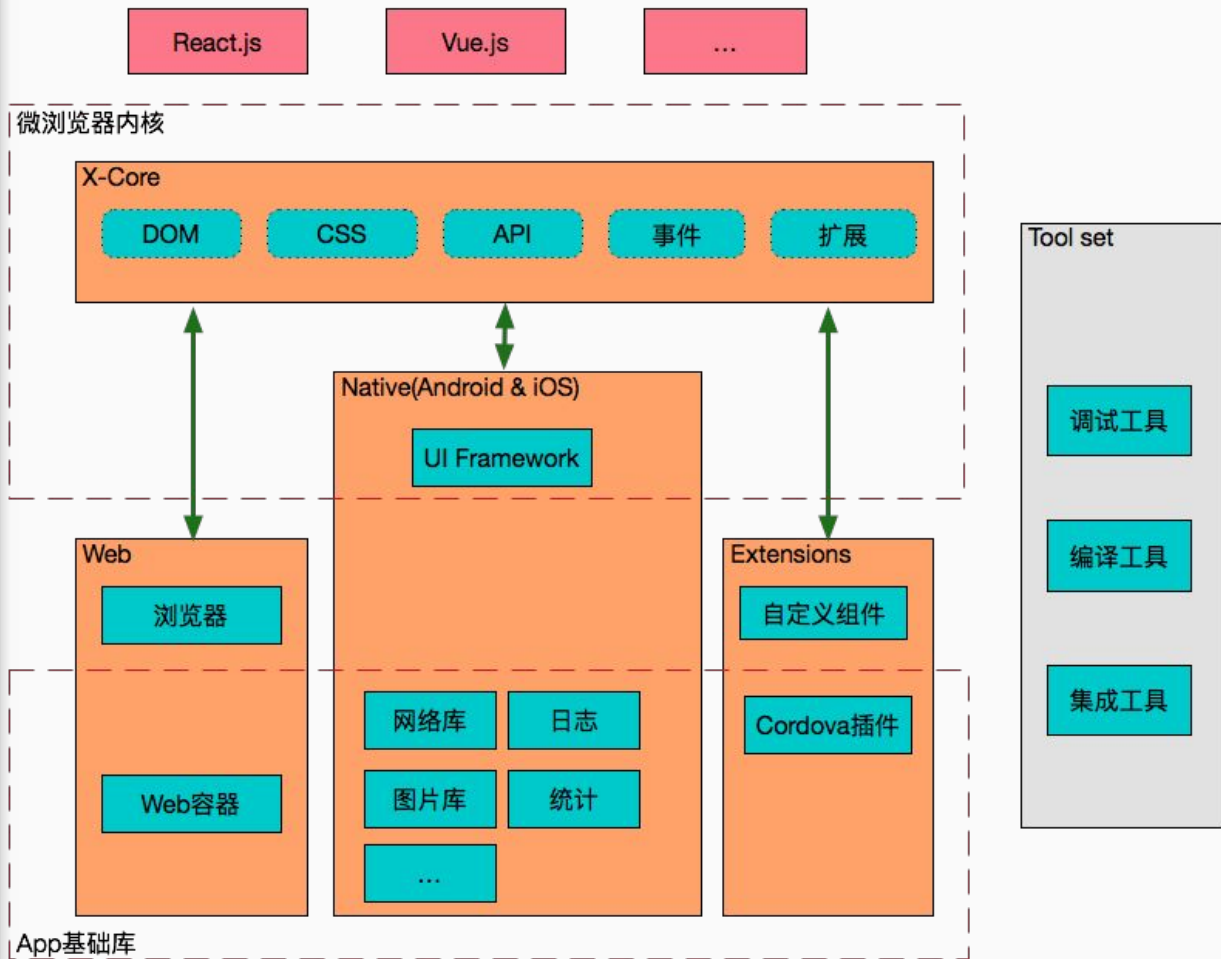 React.js
Vue.js
...
微浏览器内核
X-Core
DOM
CSS
API
事件
扩展
Native(Android & iOS)
UI Framework
Web
浏览器
Web容器
网络库
日志
图片库
统计
...
Extensions
自定义组件
Cordova插件
App基础库
Tool set
调试工具
编译工具
集成工具